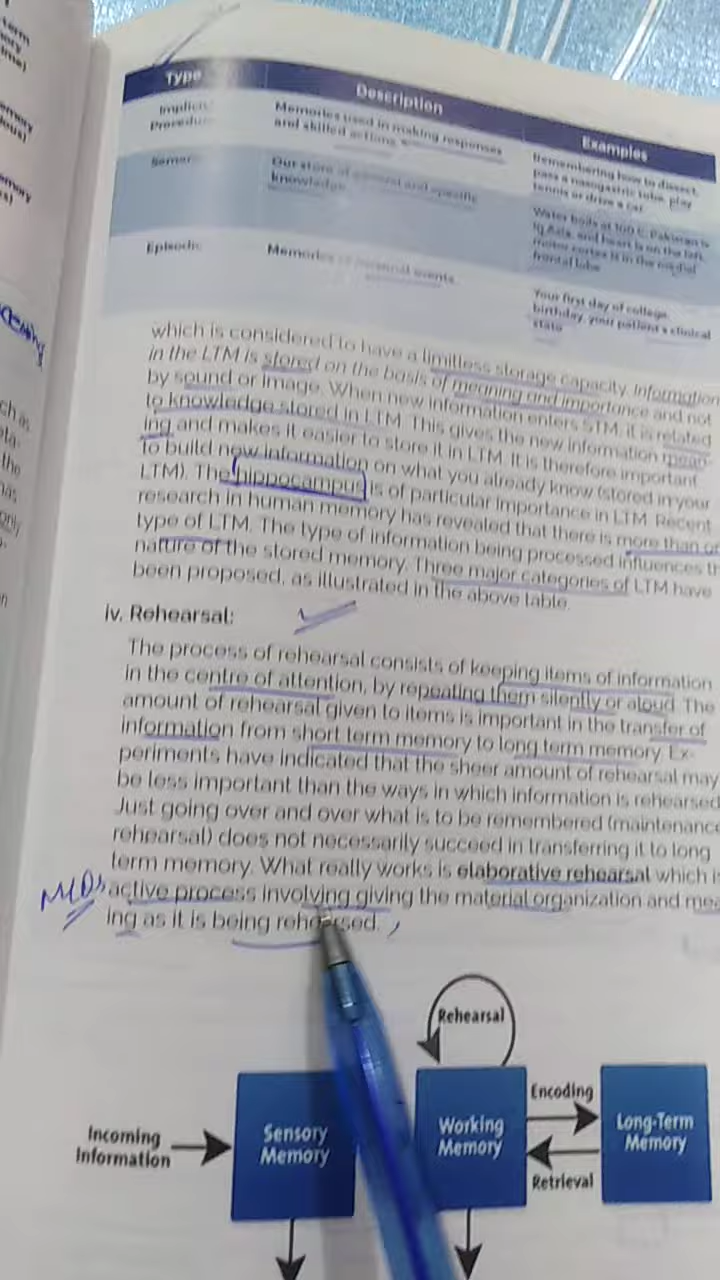 Type Description Examples
Implicit/ Memories used in making responses Remembering how to dissect,
and skilled actions pass a nasogastric tube, play
tennis or drive a car
Our store of general and specific Water boils at 100 C, Pakistan is
knowledge in Asia, and heart is on the left,
motor cortex is in the
frontal lobe
Episodic Memories of personal events Your first day of college,
birthday, your patient's clinical
state
which is considered to have a limitless storage capacity. Information
in the LTM is stored on the basis of meaning and importance and not
by sound or image. When new information enters STM, it is related
to knowledge stored in LTM. This gives the new information mean-
ing and makes it easier to store it in LTM. It is therefore important
to build new information on what you already know (stored in your
LTM). The hippocampus is of particular importance in LTM. Recent
research in human memory has revealed that there is more than
type of LTM. The type of information being processed influences
nature of the stored memory. Three major categories of LTM have
been proposed, as illustrated in the above table.
iv. Rehearsal:
The process of rehearsal consists of keeping items of information
in the centre of attention, by repeating them silently or aloud. The
amount of rehearsal given to items is important in the transfer of
information from short term memory to long term memory. Ex-
periments have indicated that the sheer amount of rehearsal may
be less important than the ways in which information is rehearsed
Just going over and over what is to be remembered (maintenance
rehearsal) does not necessarily succeed in transferring it to long
term memory. What really works is elaborative rehearsal which
MCQs active process involving giving the material organization and
ing as it is being rehearsed.
Rehearsal
Incoming
Information
Sensory
Memory
Working
Memory
Encoding
Retrieval
Long-Term
Memory